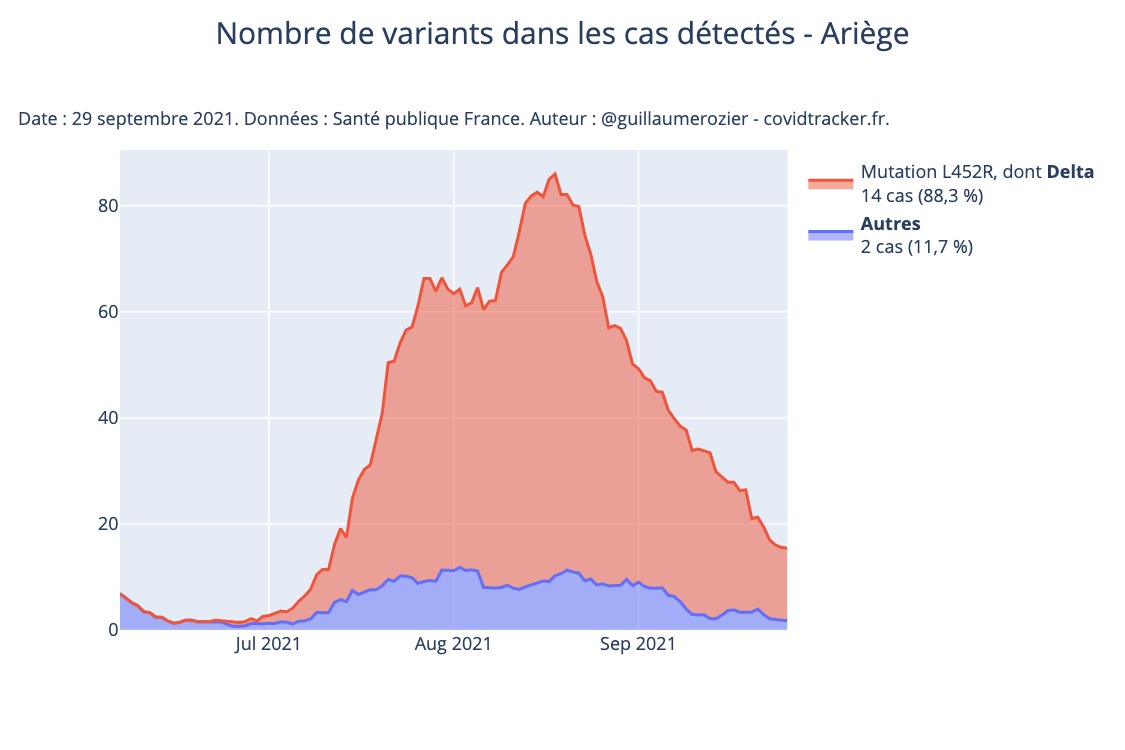 Nombre de variants dans les cas détectés - Ariège
Date : 29 septembre 2021. Données : Santé publique France. Auteur : @guillaumerozier - covidtracker.fr.
Mutation L452R, dont Delta
14 cas (88,3 %)
Autres
2 cas (11,7 %)
80
60
40
20
0
Jul 2021
Aug 2021
Sep 2021